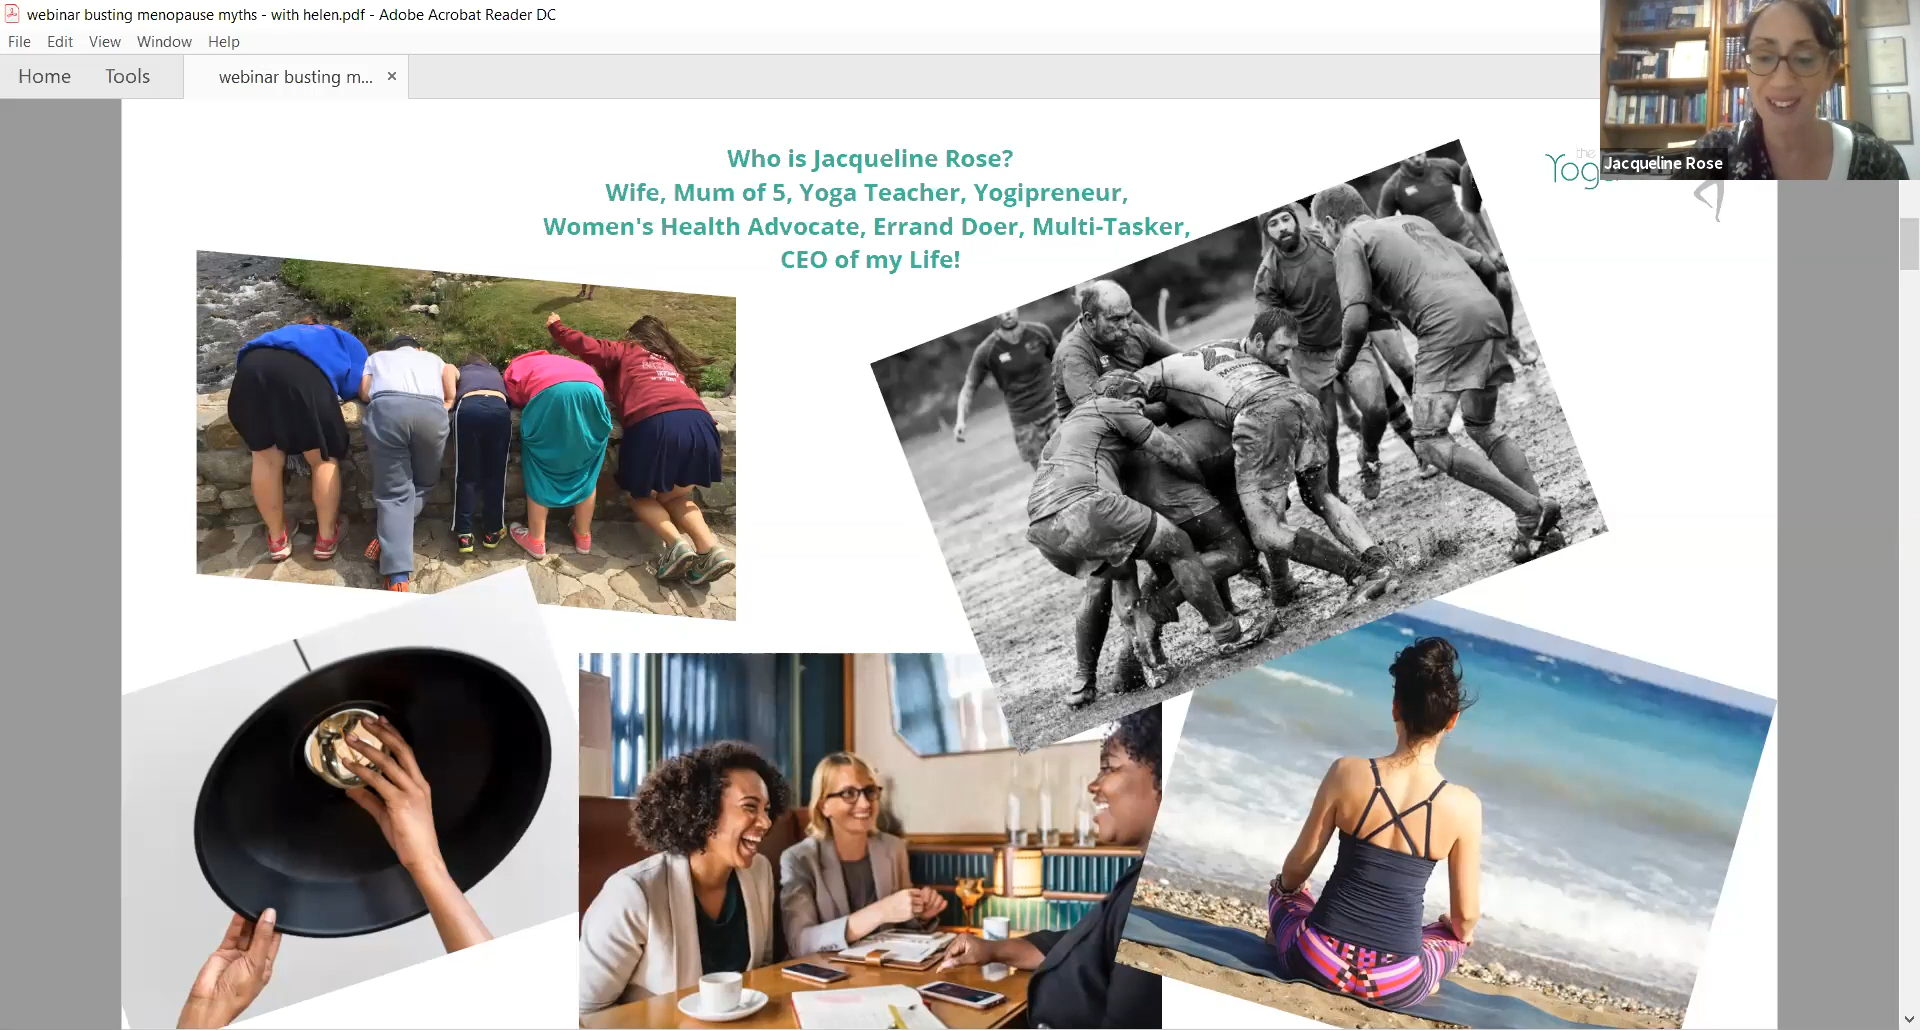 webinar busting menopause myths - with helen.pdf - Adobe Acrobat Reader DC
File Edit View Window Help
Home Tools webinar busting m... ×
Jacqueline Rose
the
Yog
Who is Jacqueline Rose?
Wife, Mum of 5, Yoga Teacher, Yogipreneur,
Women's Health Advocate, Errand Doer, Multi-Tasker,
CEO of my Life!